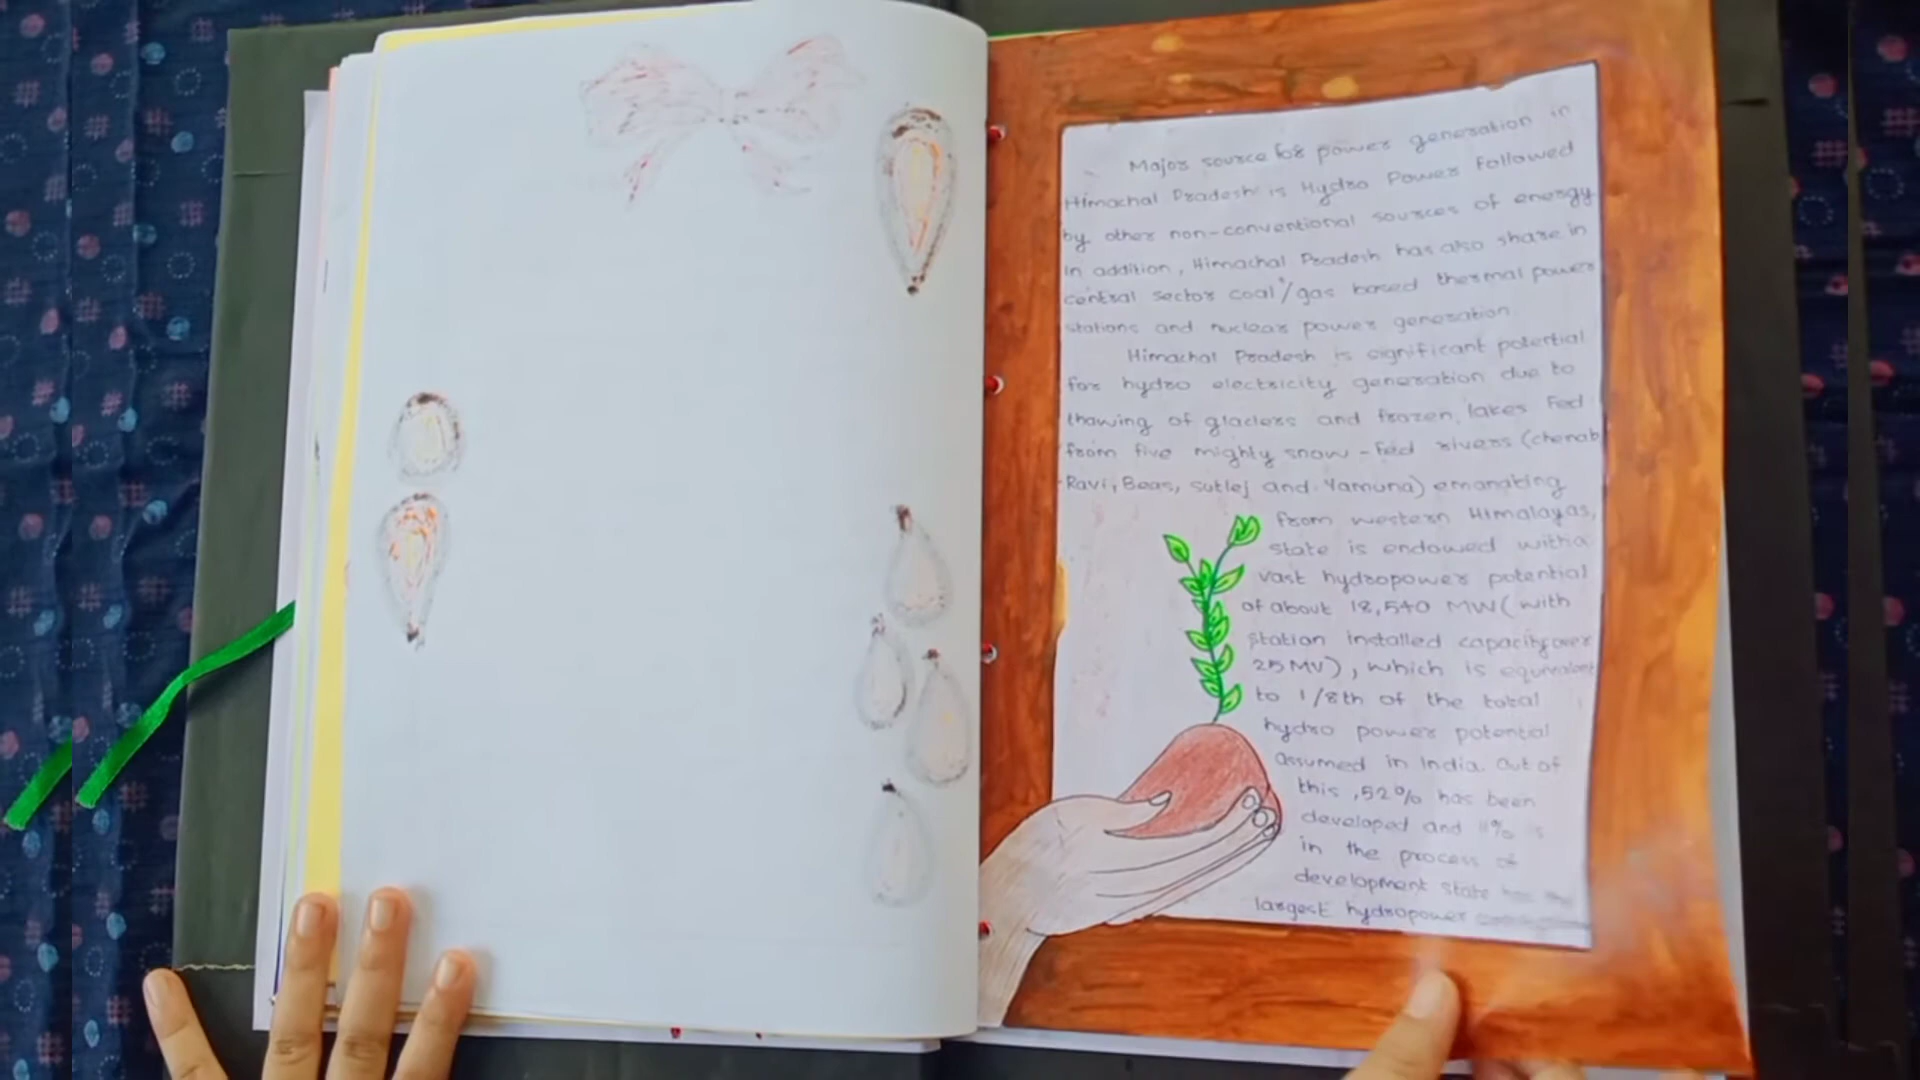 Major source for power generation in
Himachal Pradesh is Hydro Power Followed
by other non-conventional sources of energy
In addition, Himachal Pradesh has also share in
central sector coal/gas based thermal power
stations and nuclear power generation
Himachal Pradesh is significant potential
for hydro electricity generation due to
thawing of glaciers and frozen lakes Fed
from five mighty snow-fed rivers (chenab
Ravi, Beas, sutlej and Yamuna) emanating
from western Himalayas,
state is endowed with a
vast hydropower potential
of about 18,540 MW (with
station installed capacity over
25 MV), which is equivalent
to 1/8th of the total
hydro power potential
assumed in India. Out of
this, 52% has been
developed and 11% is
in the process of
development state has the
largest hydropower